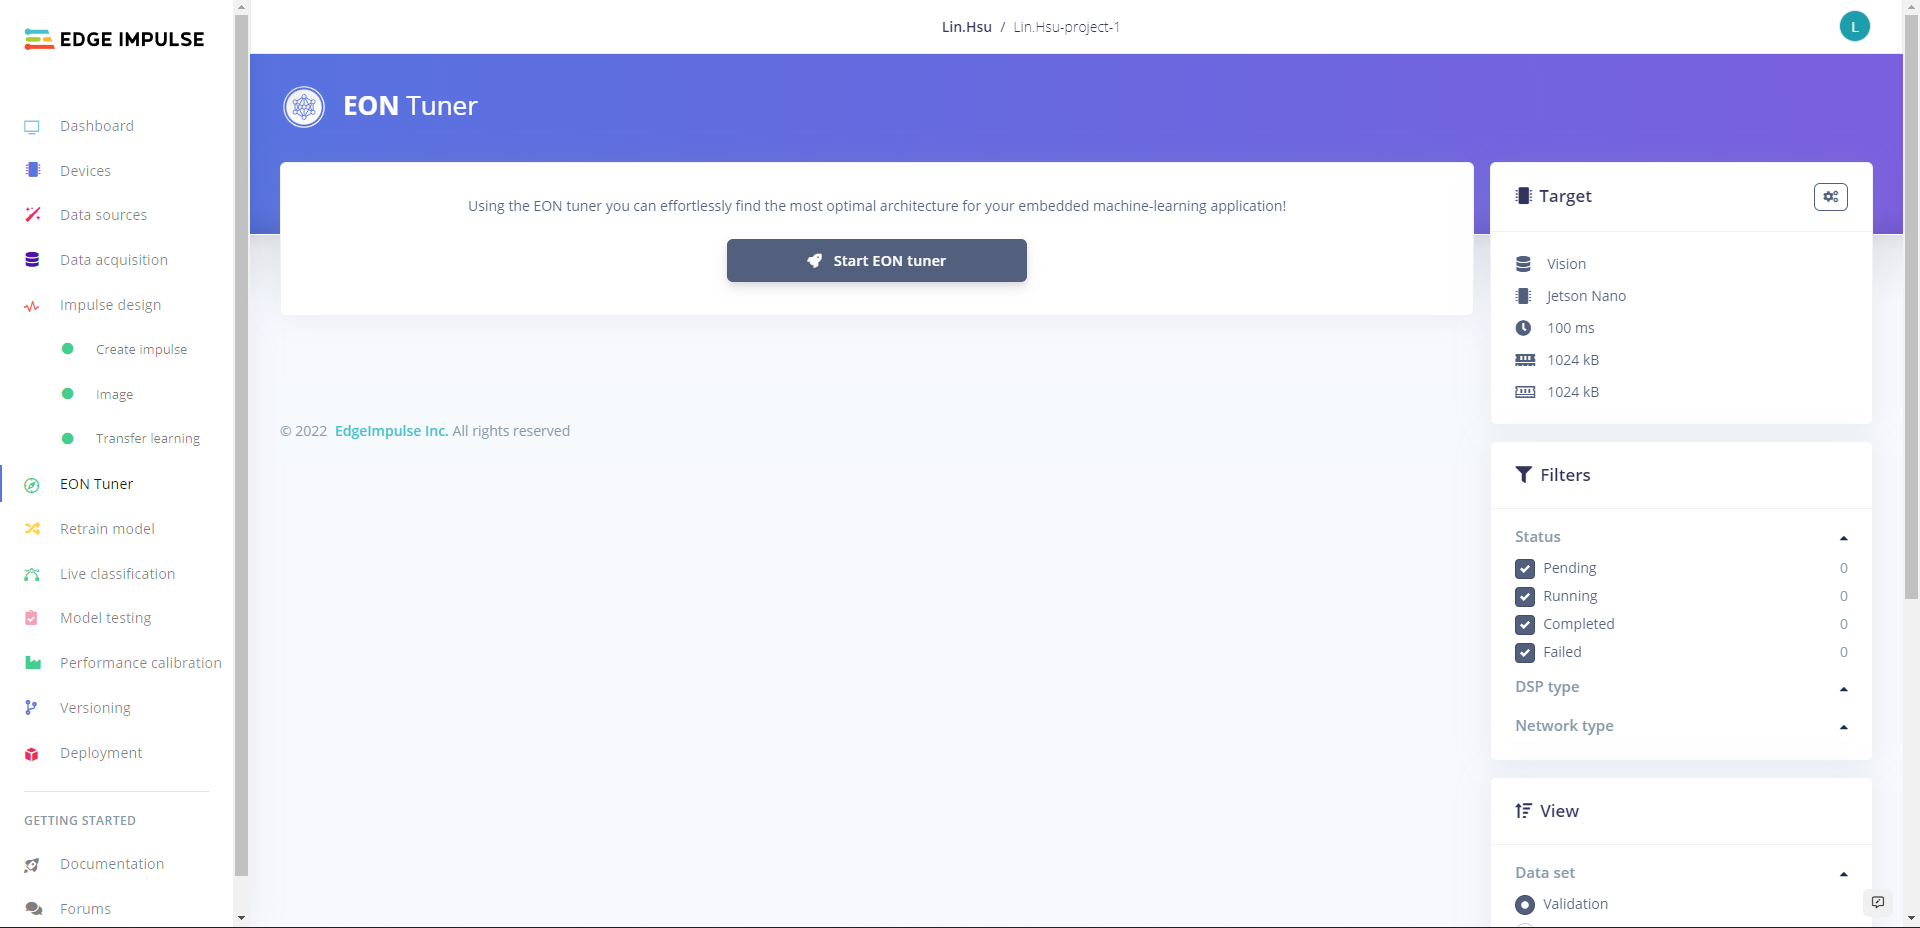 EDGE IMPULSE
Dashboard
Devices
Data sources
Data acquisition
Impulse design
Create impulse
Image
Transfer learning
EON Tuner
Retrain model
Live classification
Model testing
Performance calibration
Versioning
Deployment
GETTING STARTED
Documentation
Forums
Lin.Hsu / Lin.Hsu-project-1
L
EON Tuner
Using the EON tuner you can effortlessly find the most optimal architecture for your embedded machine-learning application!
Start EON tuner
© 2022 EdgeImpulse Inc. All rights reserved
Target
Vision
Jetson Nano
100 ms
1024 kB
1024 kB
Filters
Status
Pending 0
Running 0
Completed 0
Failed 0
DSP type
Network type
View
Data set
Validation